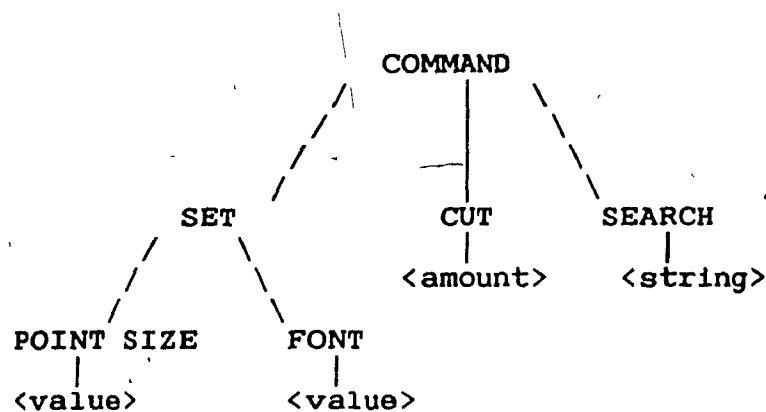 COMMAND
SET CUT SEARCH
<amount> <string>
POINT SIZE FONT
<value> <value>